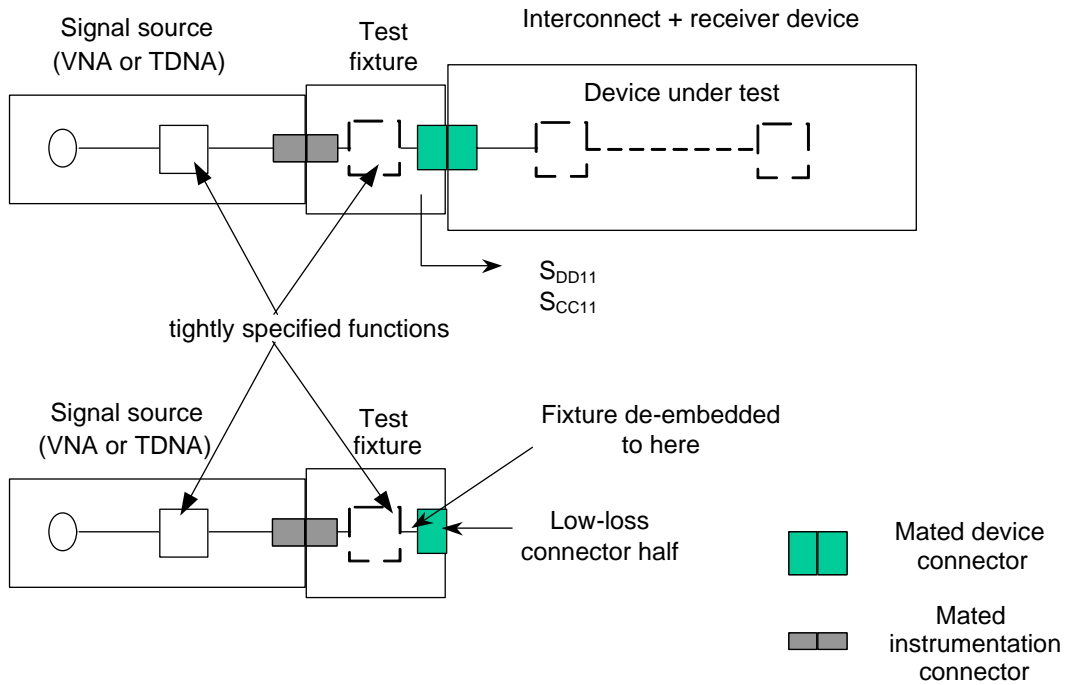 Interconnect + receiver device
Signal source
(VNA or TDNA)
Test
fixture
Device under test
S_DD11
S_CC11
tightly specified functions
Signal source
(VNA or TDNA)
Test
fixture
Fixture de-embedded
to here
Low-loss
connector half
Mated device
connector
Mated
instrumentation
connector